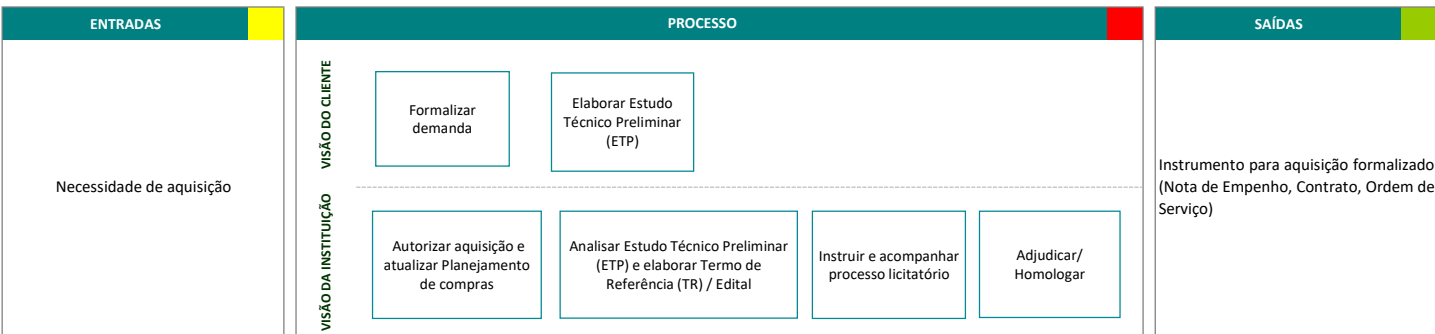 ENTRADAS
PROCESSO
SAÍDAS
VISÃO DO CLIENTE
Formalizar
demanda
Elaborar Estudo
Técnico Preliminar
(ETP)
Necessidade de aquisição
Instrumento para aquisição formalizado
(Nota de Empenho, Contrato, Ordem de
Serviço)
VISÃO DA INSTITUIÇÃO
Autorizar aquisição e
atualizar Planejamento
de compras
Analisar Estudo Técnico Preliminar
(ETP) e elaborar Termo de
Referência (TR) / Edital
Instruir e acompanhar
processo licitatório
Adjudicar/
Homologar